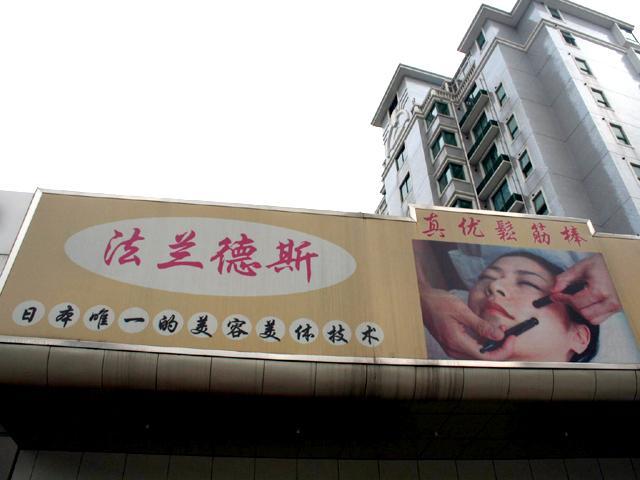 法兰德斯
日本唯一的美容美体技术
真优鬆筋棒